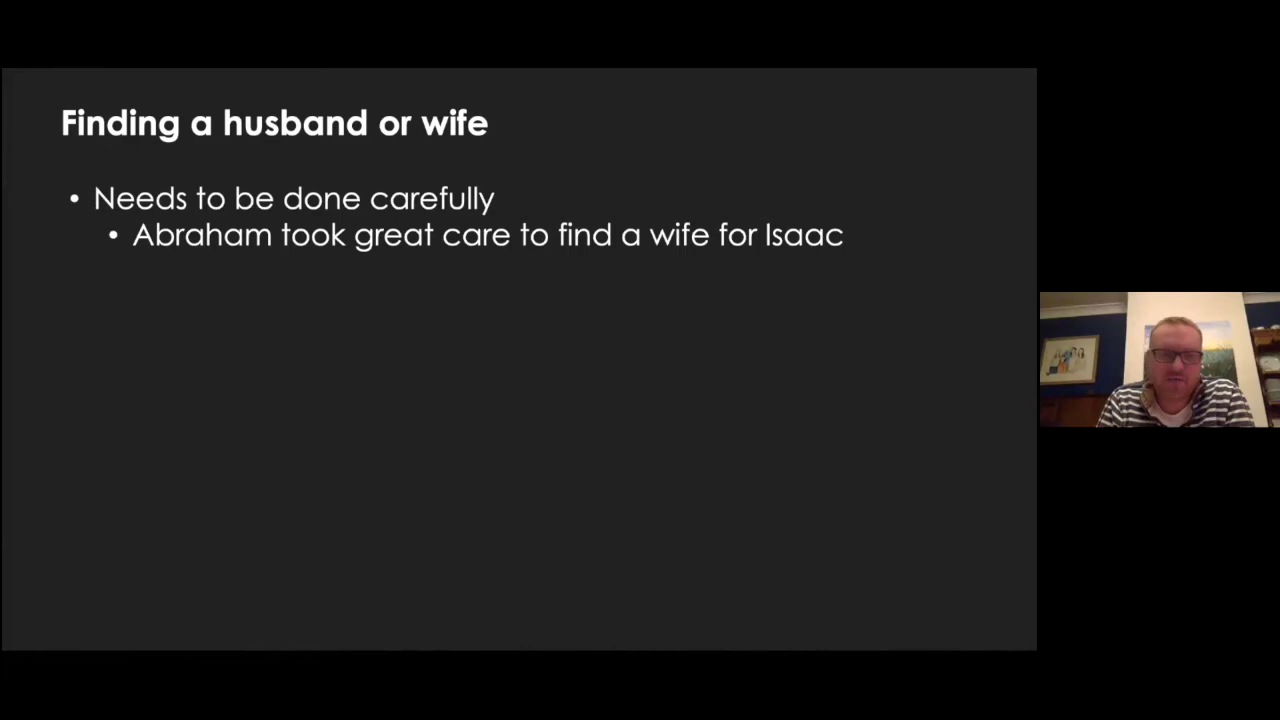 Finding a husband or wife
• Needs to be done carefully
• Abraham took great care to find a wife for Isaac